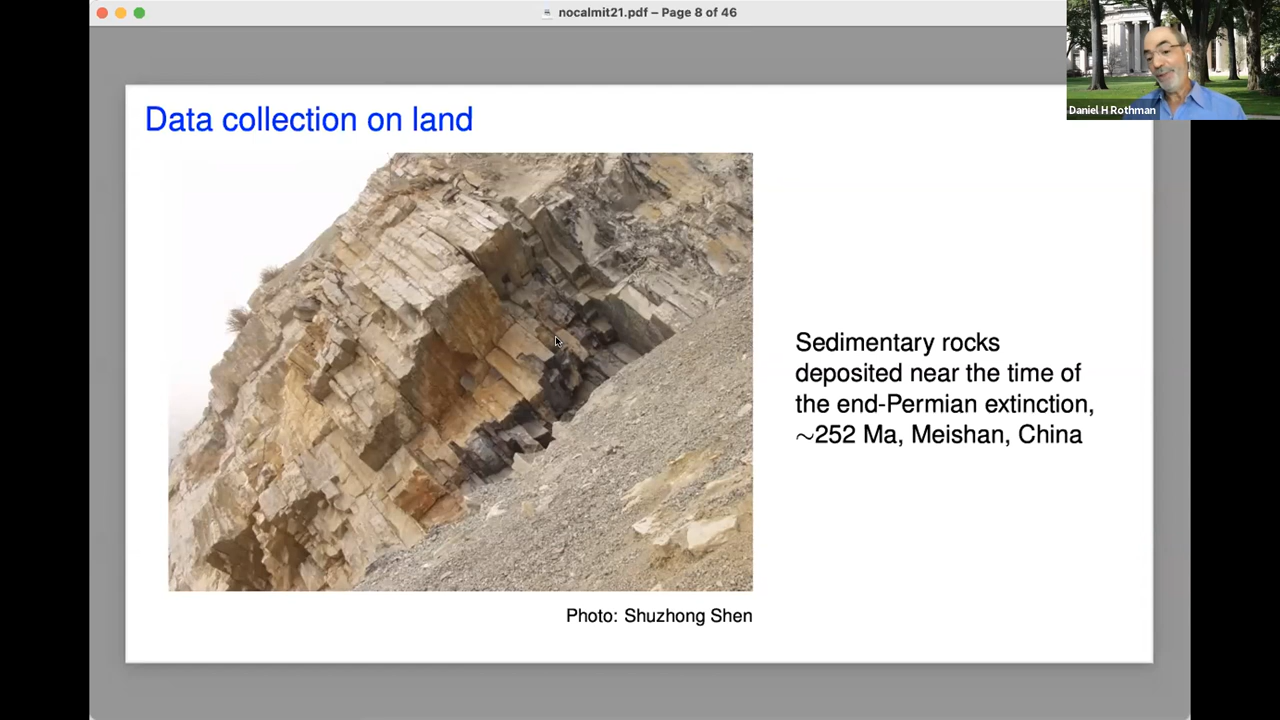 nocalmit21.pdf – Page 8 of 46
Daniel H Rothman
Data collection on land
Sedimentary rocks
deposited near the time of
the end-Permian extinction,
∼252 Ma, Meishan, China
Photo: Shuzhong Shen